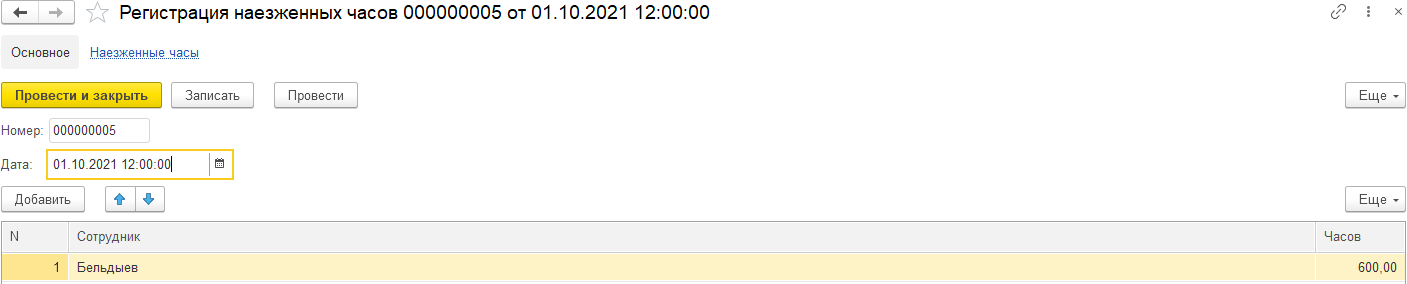 Регистрация наезженных часов 000000005 от 01.10.2021 12:00:00
Основное Наезженные часы
Провести и закрыть Записать Провести Еще
Номер: 000000005
Дата: 01.10.2021 12:00:00
Добавить Еще
N Сотрудник Часов
1 Бельдыев 600,00